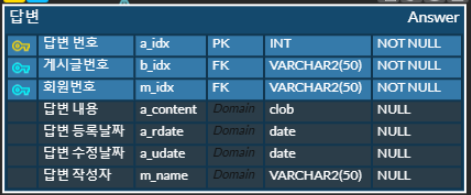 답변 Answer
답변 번호 a_idx PK INT NOT NULL
게시글번호 b_idx FK VARCHAR2(50) NOT NULL
회원번호 m_idx FK VARCHAR2(50) NOT NULL
답변 내용 a_content Domain clob NULL
답변 등록날짜 a_rdate Domain date NULL
답변 수정날짜 a_udate Domain date NULL
답변 작성자 m_name Domain VARCHAR2(50) NULL